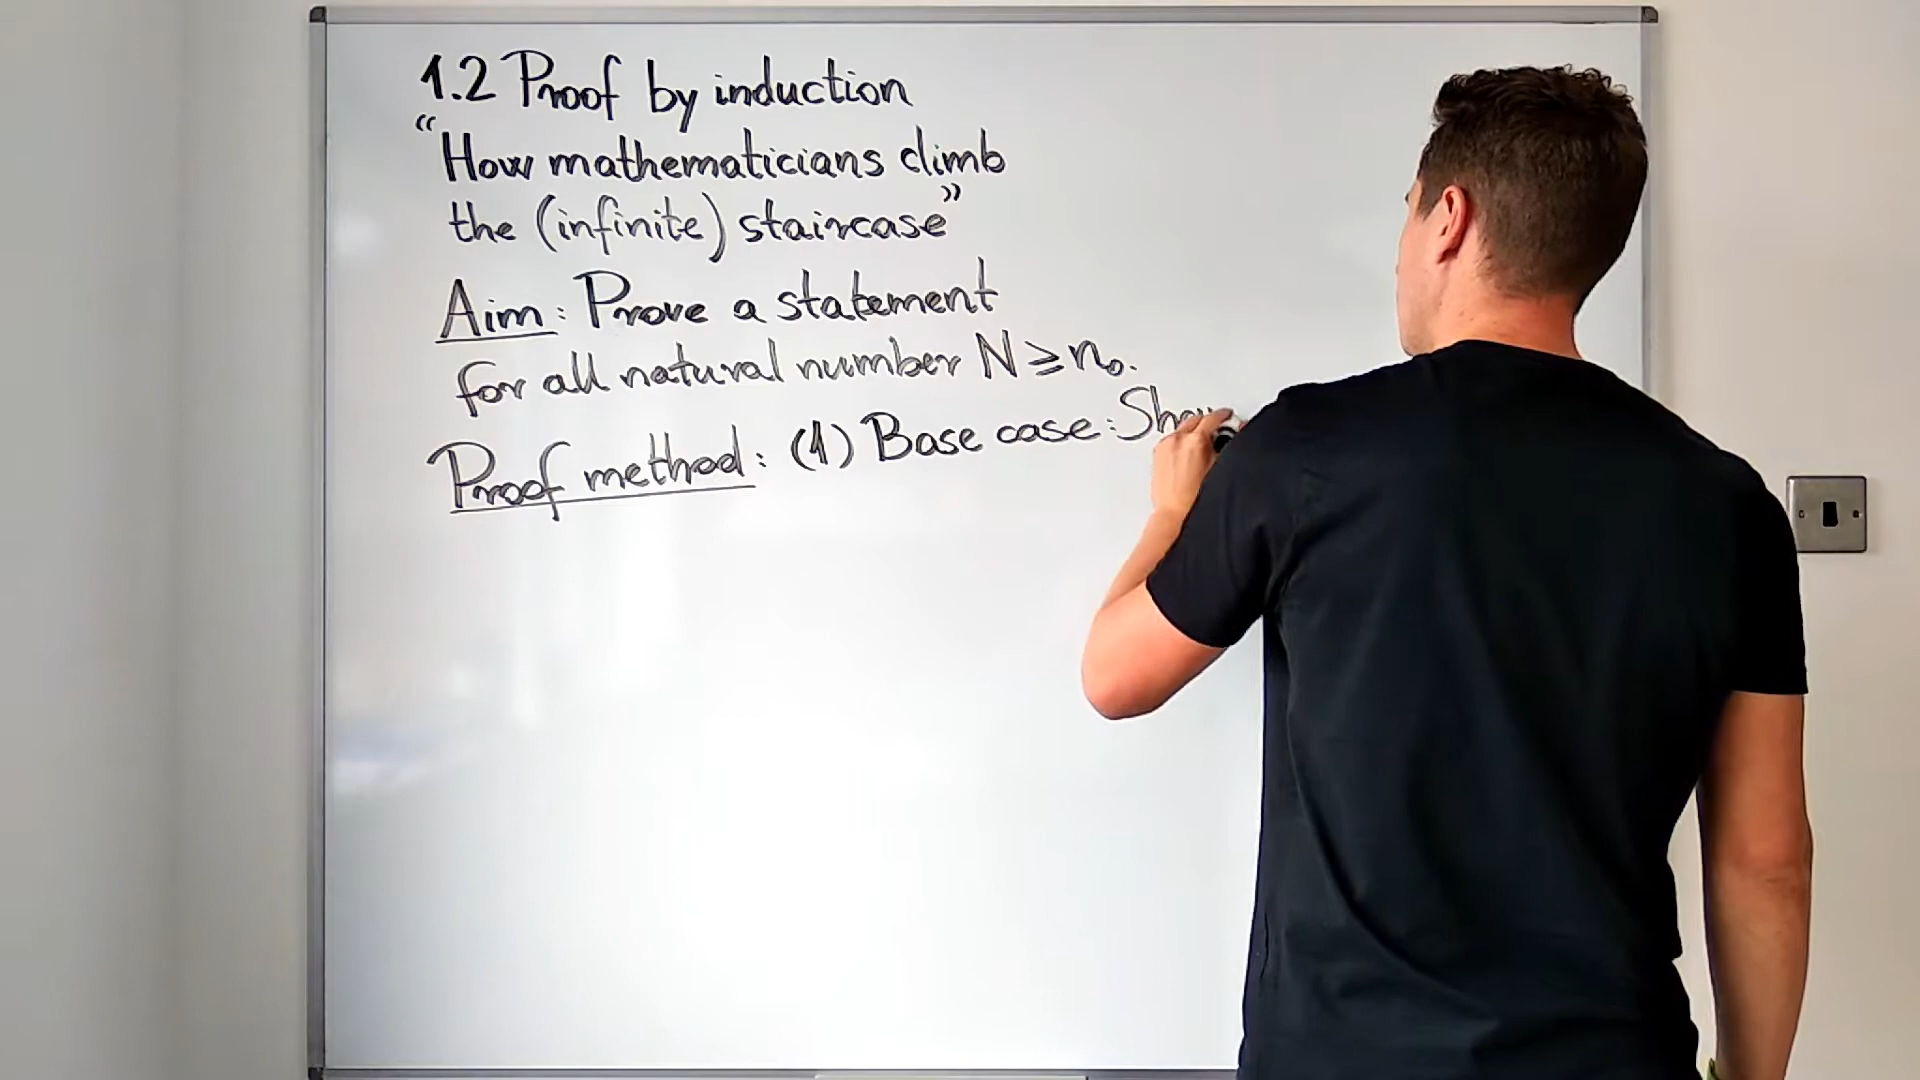 1.2 Proof by induction
“How mathematicians climb
the (infinite) staircase”
Aim: Prove a statement
for all natural number N ≥ n₀.
Proof method: (1) Base case: Show